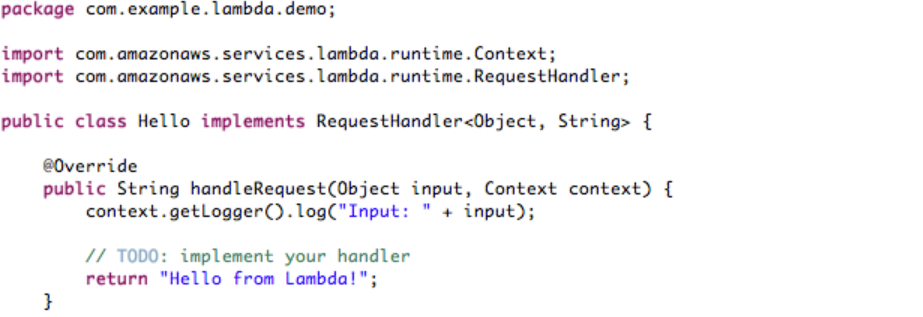 package com.example.lambda.demo;
import com.amazonaws.services.lambda.runtime.Context;
import com.amazonaws.services.lambda.runtime.RequestHandler;
public class Hello implements RequestHandler<Object, String> {
@Override
public String handleRequest(Object input, Context context) {
context.getLogger().log("Input: " + input);
// TODO: implement your handler
return "Hello from Lambda!";
}